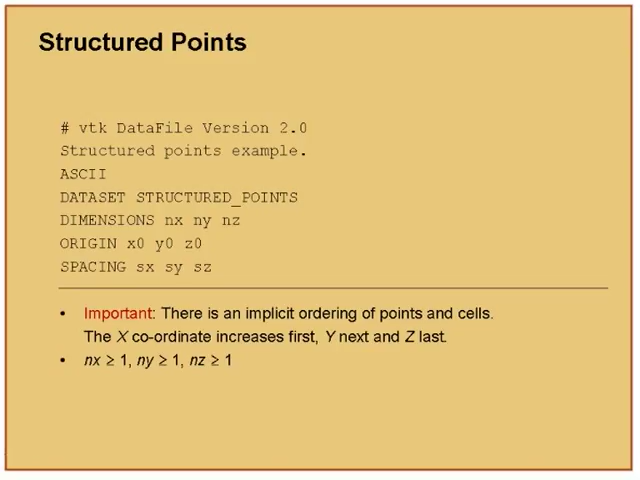 Structured Points
# vtk DataFile Version 2.0
Structured points example.
ASCII
DATASET STRUCTURED_POINTS
DIMENSIONS nx ny nz
ORIGIN x0 y0 z0
SPACING sx sy sz
• Important: There is an implicit ordering of points and cells.
The X co-ordinate increases first, Y next and Z last.
• nx ≥ 1, ny ≥ 1, nz ≥ 1